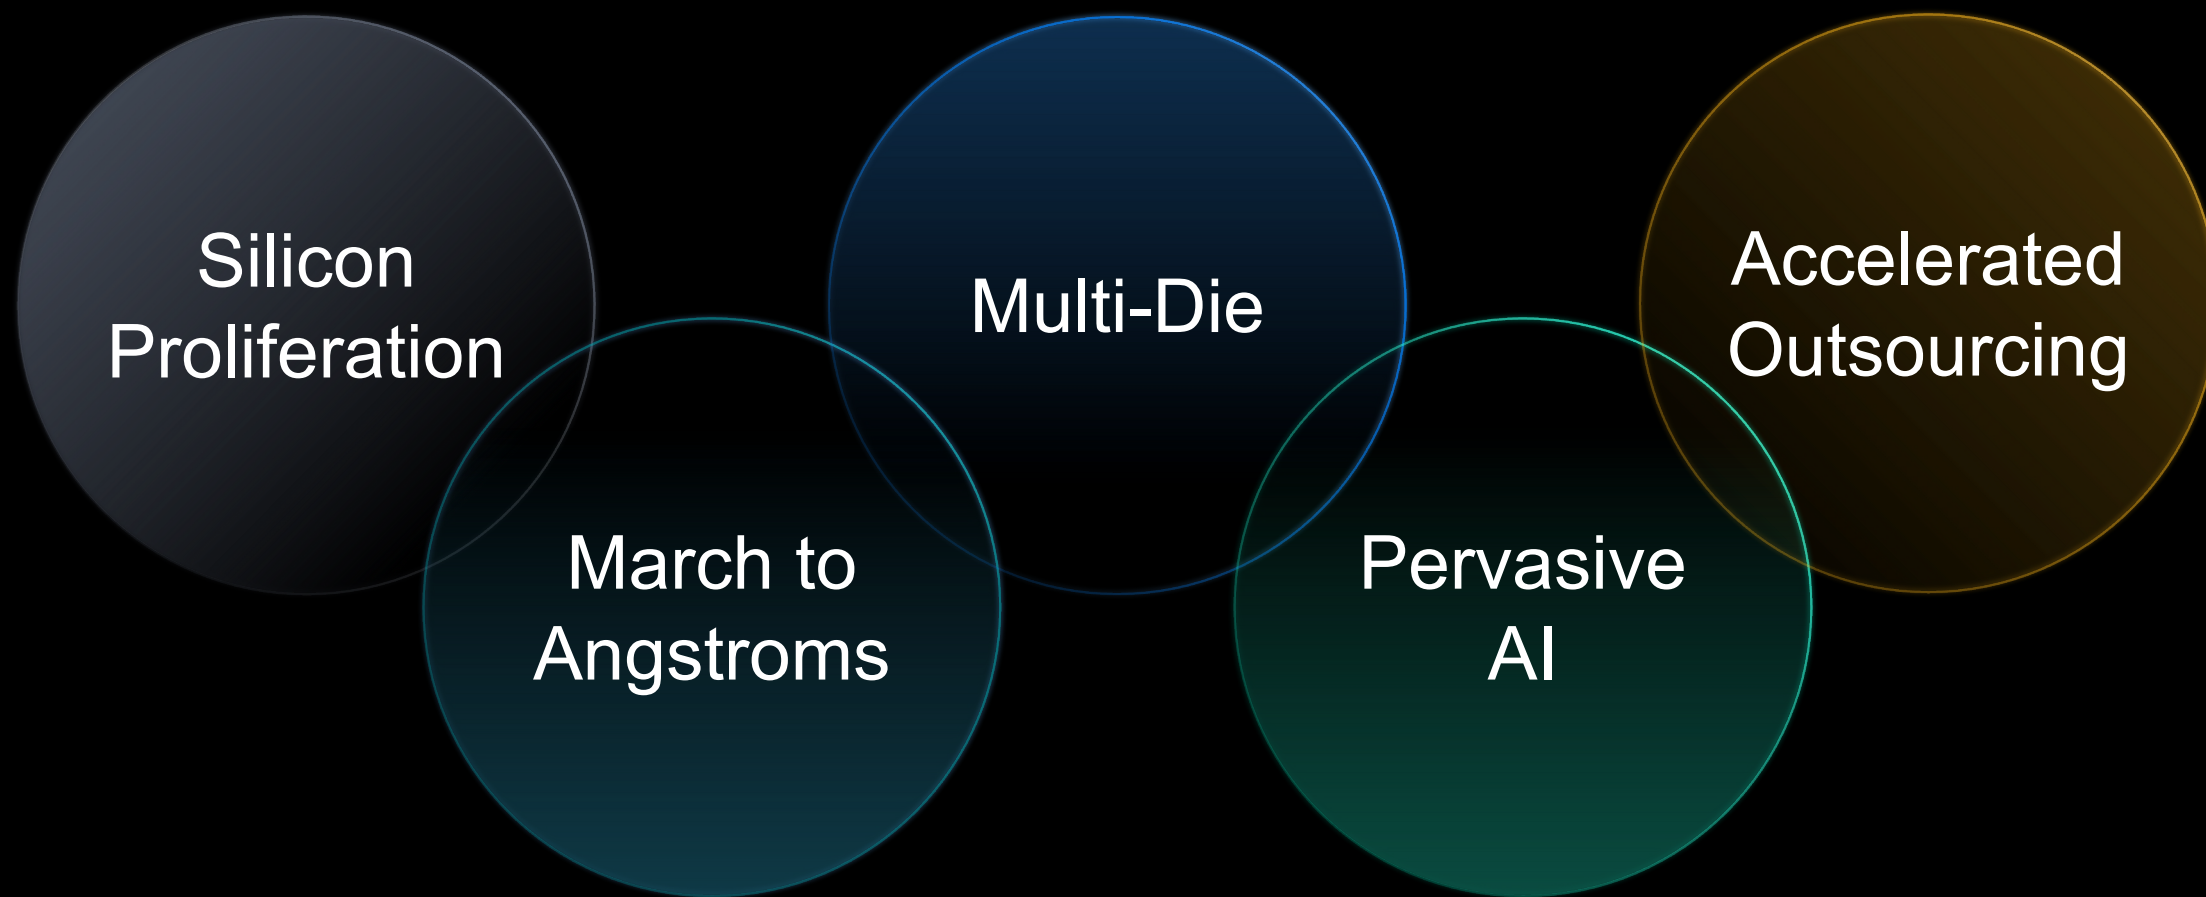 Silicon
Proliferation
March to
Angstroms
Multi-Die
Pervasive
AI
Accelerated
Outsourcing